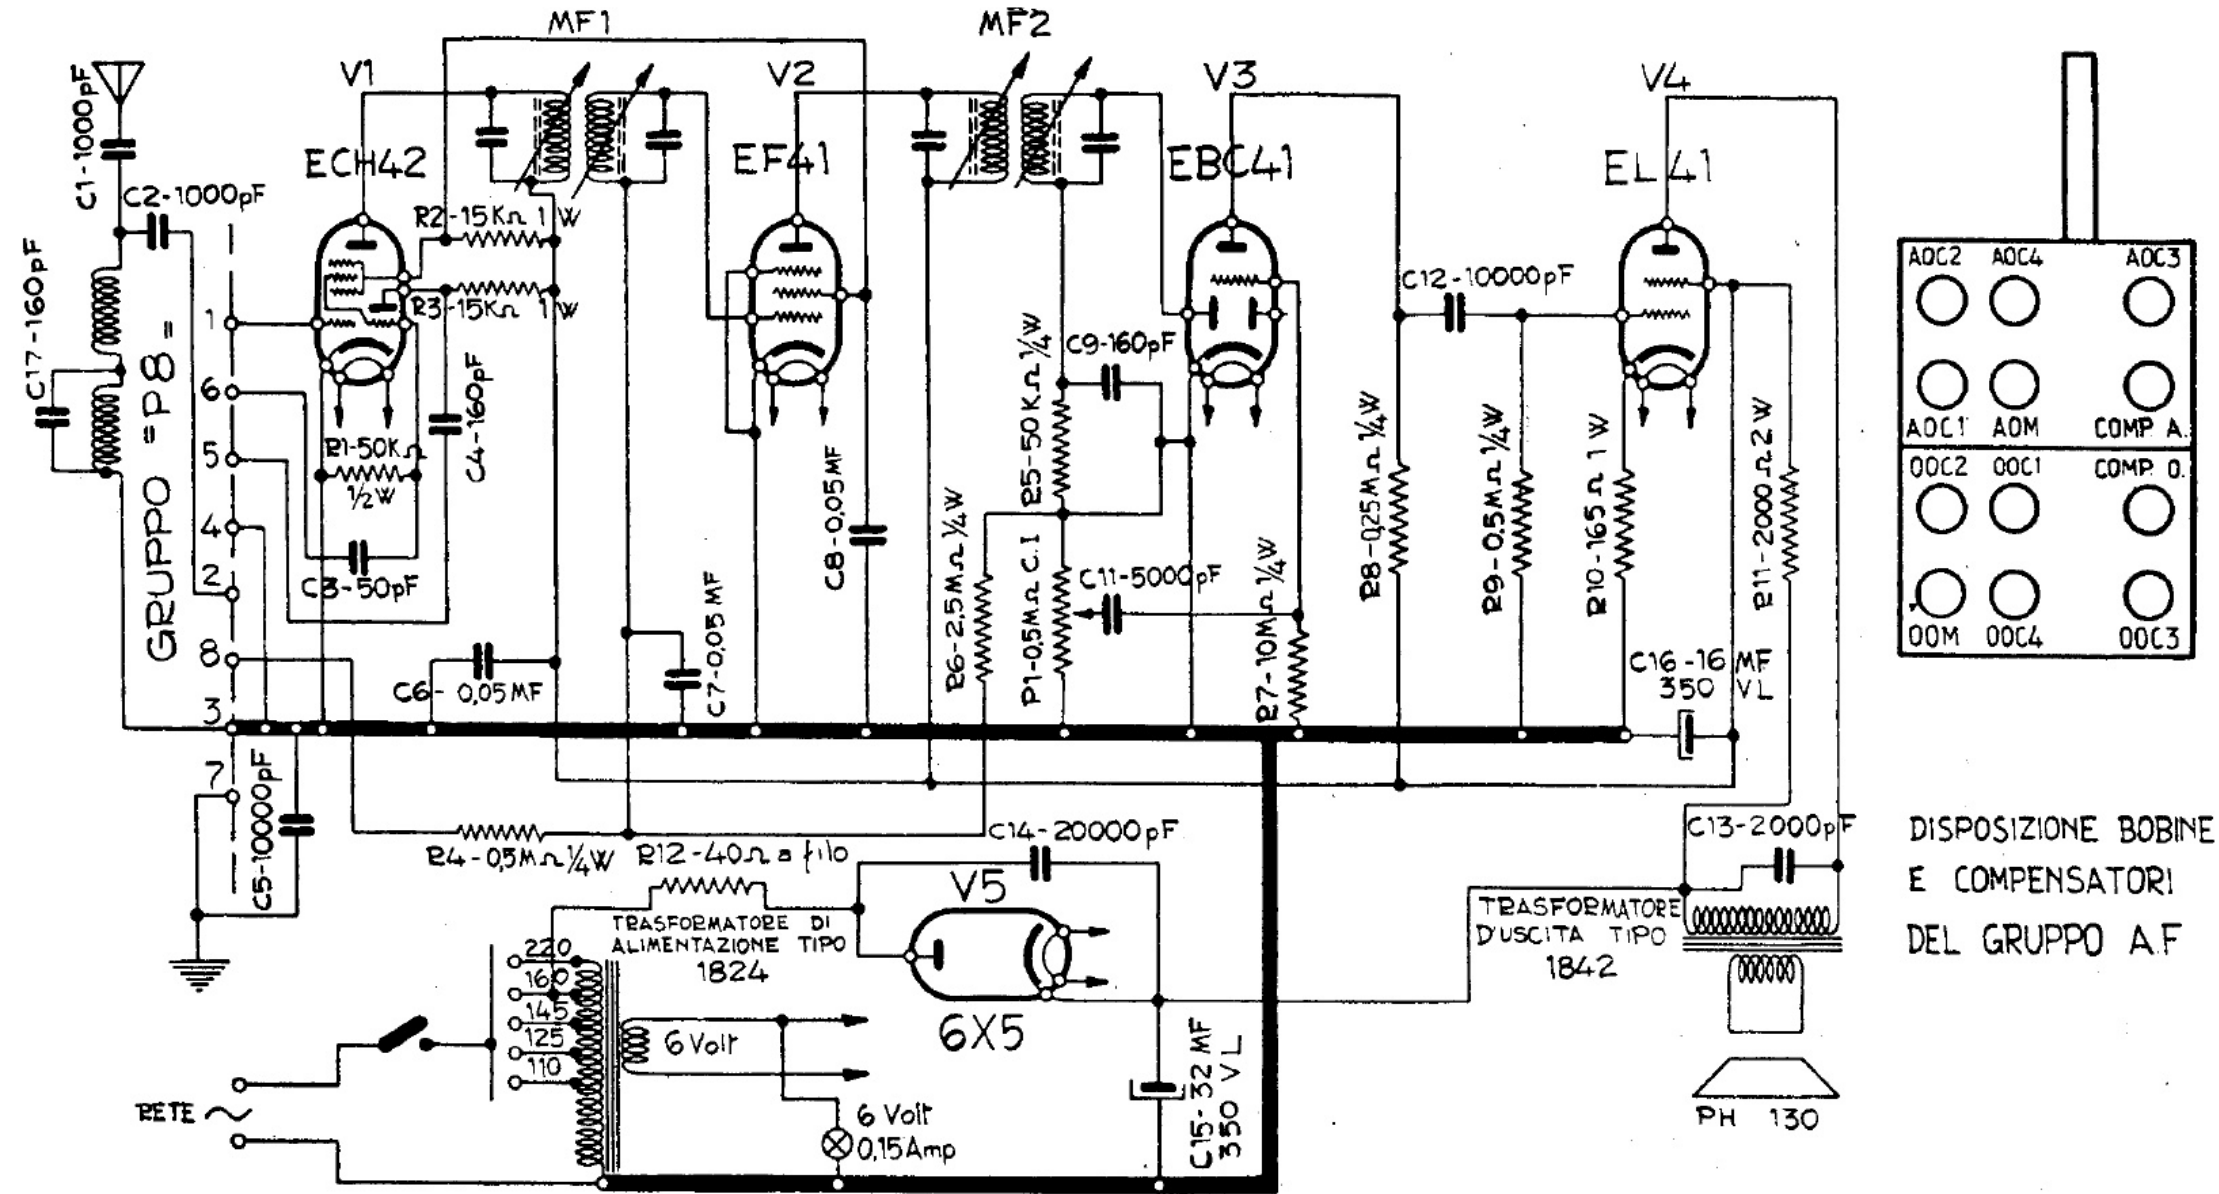 MF1
MF2
V1
V2
V3
V4
ECH42
EF41
EBC41
EL 41
C1-1000pF
C2-1000pF
C17-160pF
GRUPPO =P8=
1
6
5
4
2
8
3
7
R2-15KΩ 1 W
R3-15KΩ 1 W
R1-50KΩ
1/2W
C4-160pF
C3-50pF
C6-0,05MF
C5-10000pF
C7-0,05MF
C8-0,05MF
R4-0,5MΩ 1/4W
R5-50KΩ 1/4W
C9-160pF
R6-2.5MΩ 1/4W
P1-0,5MΩ C.I
C11-5000pF
R7-10MΩ 1/4W
R8-0,25MΩ 1/4W
C12-10000pF
R9-0.5MΩ 1/4W
R10-165Ω 1 W
R11-2000Ω 2W
C16-16 MF
350 VL
C13-2000pF
C14-20000pF
R12-40Ω a filo
V5
6X5
TRASFORMATORE DI
ALIMENTAZIONE TIPO
1824
220
160
145
125
110
6 Volt
6 Volt
0,15Amp
RETE
C15-32MF
350 VL
TRASFORMATORE
D'USCITA TIPO
1842
PH 130
AOC2 AOC4 AOC3
AOC1 AOM COMP. A.
OOC2 OOC1 COMP. O.
OOM OOC4 OOC3
DISPOSIZIONE BOBINE
E COMPENSATORI
DEL GRUPPO A.F